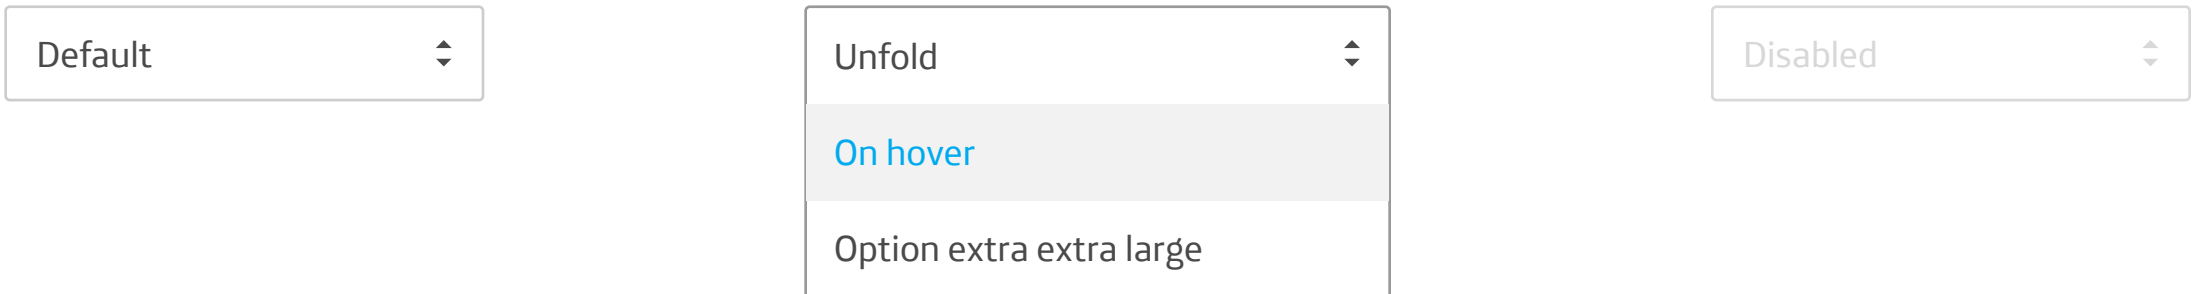 Default
Unfold
Disabled
On hover
Option extra extra large